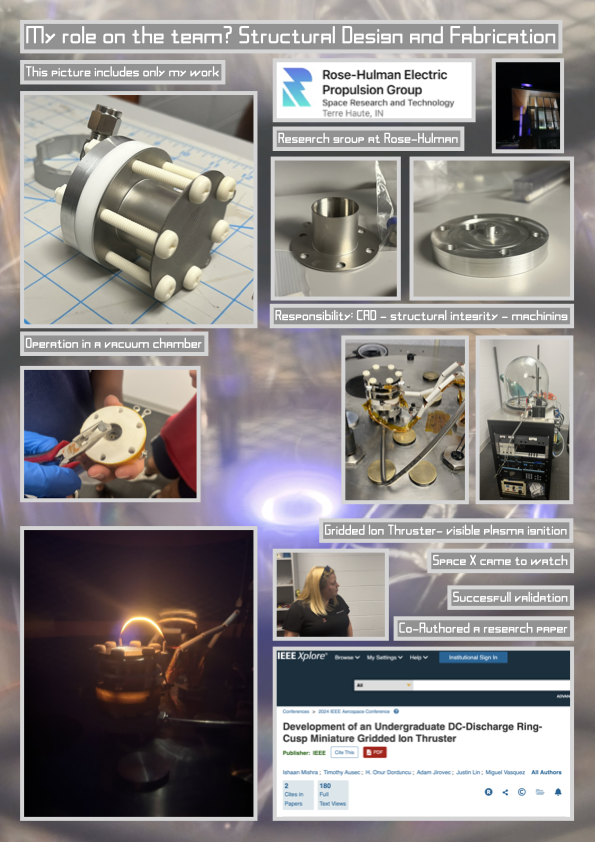 My role on the team? Structural Design and Fabrication
This picture includes only my work
Rose-Hulman Electric
Propulsion Group
Space Research and Technology
Terre Haute, IN
Research group at Rose-Hulman
Responsibility: CAD - structural integrity - machining
Operation in a vacuum chamber
Gridded Ion Thruster- visible plasma ignition
Space X came to watch
Succesfull validation
Co-Authored a research paper
IEEE Xplore® Browse My Settings Help Institutional Sign In
All
ADVAN
Conferences > 2024 IEEE Aerospace Conference
Development of an Undergraduate DC-Discharge Ring-
Cusp Miniature Gridded Ion Thruster
Publisher: IEEE Cite This PDF
Ishaan Mishra ; Timothy Ausec ; H. Onur Dorduncu ; Adam Jirovec ; Justin Lin ; Miguel Vasquez All Authors
2 180
Cites in Full
Papers Text Views